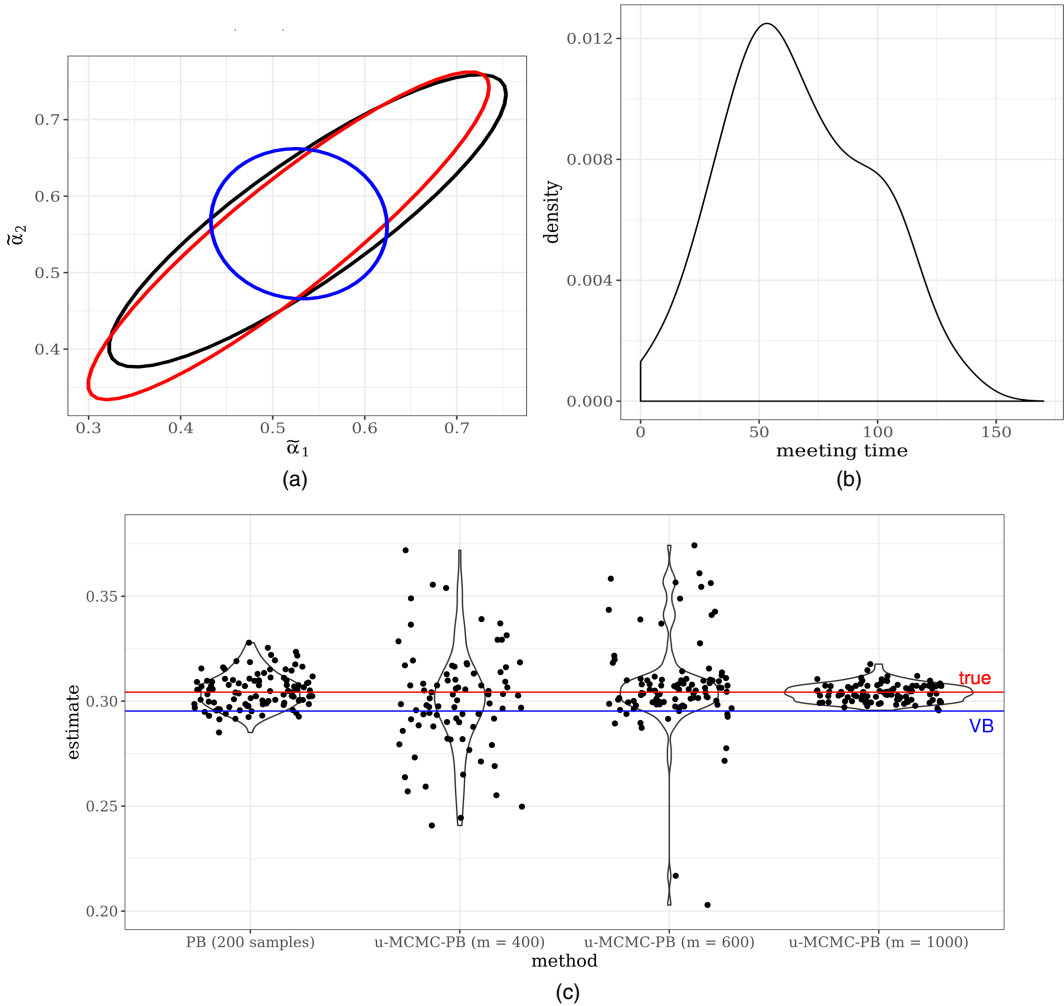 0.7
0.6
0.5
0.4
α̃2
0.3 0.4 0.5 0.6 0.7
α̃1
(a)
0.012
0.008
0.004
0.000
density
0 50 100 150
meeting time
(b)
0.35
0.30
0.25
0.20
estimate
true
VB
PB (200 samples) u-MCMC-PB (m = 400) u-MCMC-PB (m = 600) u-MCMC-PB (m = 1000)
method
(c)